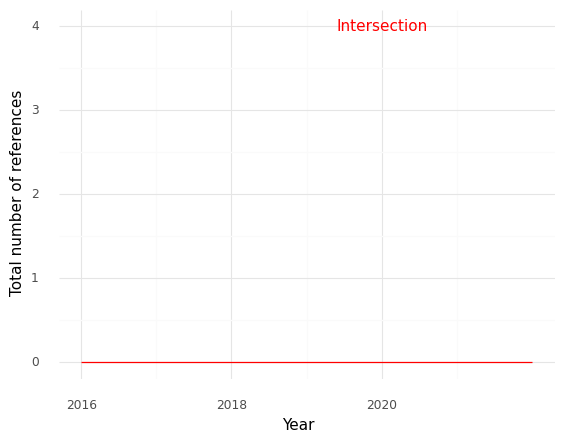 Intersection
Total number of references
4
3
2
1
0
2016 2018 2020
Year